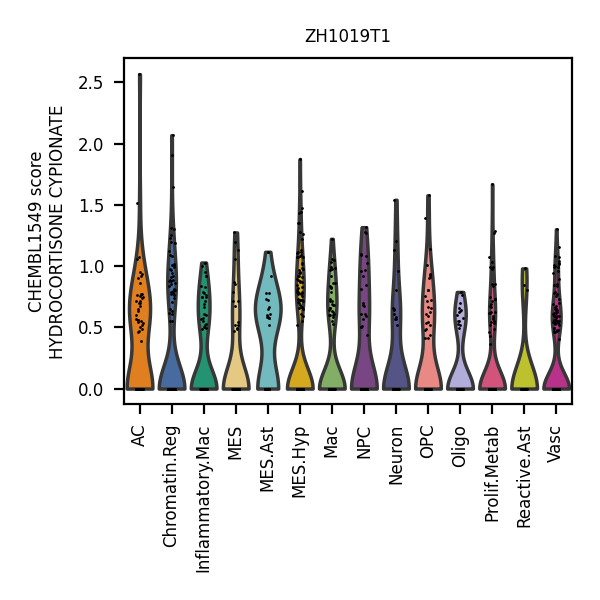 ZH1019T1
CHEMBL1549 score
HYDROCORTISONE CYPIONATE
2.5
2.0
1.5
1.0
0.5
0.0
AC
Chromatin.Reg
Inflammatory.Mac
MES
MES.Ast
MES.Hyp
Mac
NPC
Neuron
OPC
Oligo
Prolif.Metab
Reactive.Ast
Vasc